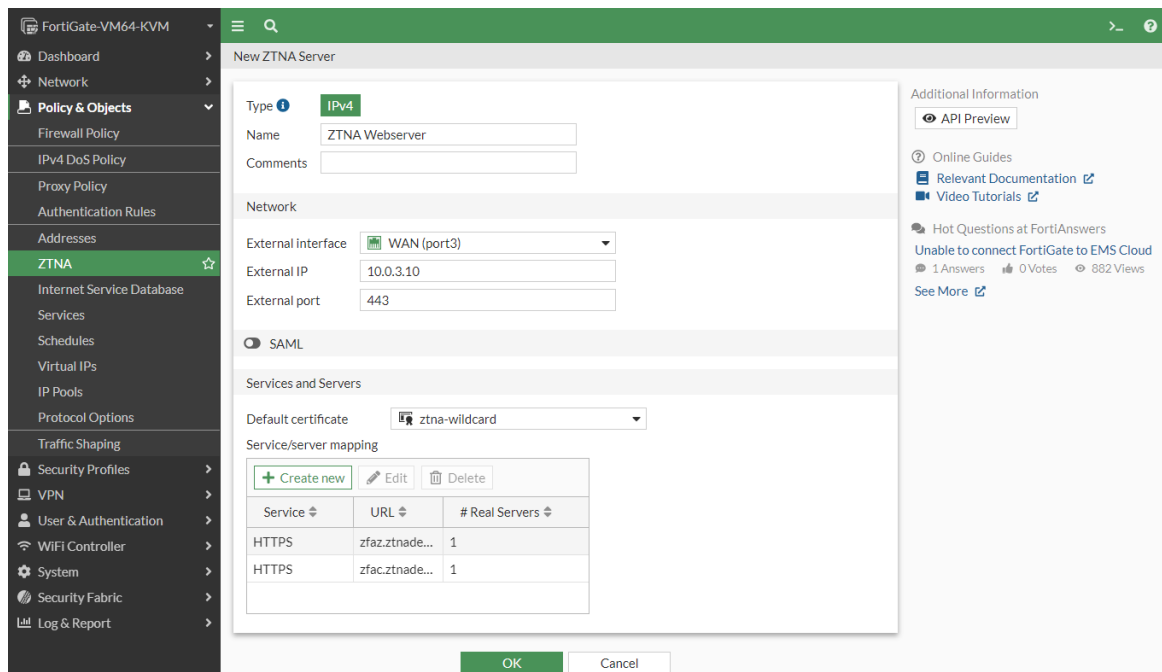 FortiGate-VM64-KVM
Dashboard
Network
Policy & Objects
Firewall Policy
IPv4 DoS Policy
Proxy Policy
Authentication Rules
Addresses
ZTNA
Internet Service Database
Services
Schedules
Virtual IPs
IP Pools
Protocol Options
Traffic Shaping
Security Profiles
VPN
User & Authentication
WiFi Controller
System
Security Fabric
Log & Report
New ZTNA Server
Type IPv4
Name ZTNA Webserver
Comments
Network
External interface WAN (port3)
External IP 10.0.3.10
External port 443
SAML
Services and Servers
Default certificate ztna-wildcard
Service/server mapping
Create new Edit Delete
Service URL # Real Servers
HTTPS zfaz.ztnade... 1
HTTPS zfac.ztnade... 1
OK Cancel
Additional Information
API Preview
Online Guides
Relevant Documentation
Video Tutorials
Hot Questions at FortiAnswers
Unable to connect FortiGate to EMS Cloud
1 Answers 0 Votes 882 Views
See More